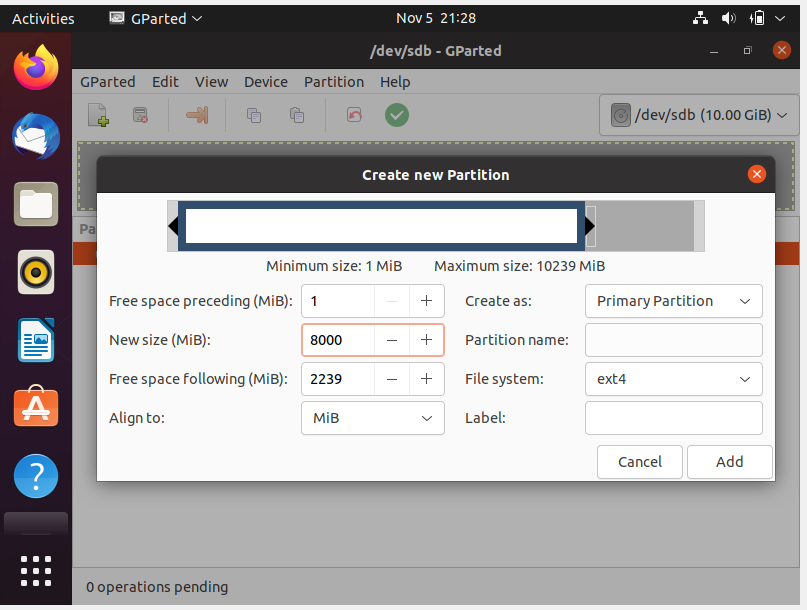 Activities GParted Nov 5 21:28
/dev/sdb - GParted
GParted Edit View Device Partition Help
/dev/sdb (10.00 GiB)
Create new Partition
Pa
Minimum size: 1 MiB Maximum size: 10239 MiB
Free space preceding (MiB): 1 Create as: Primary Partition
New size (MiB): 8000 Partition name:
Free space following (MiB): 2239 File system: ext4
Align to: MiB Label:
Cancel Add
0 operations pending